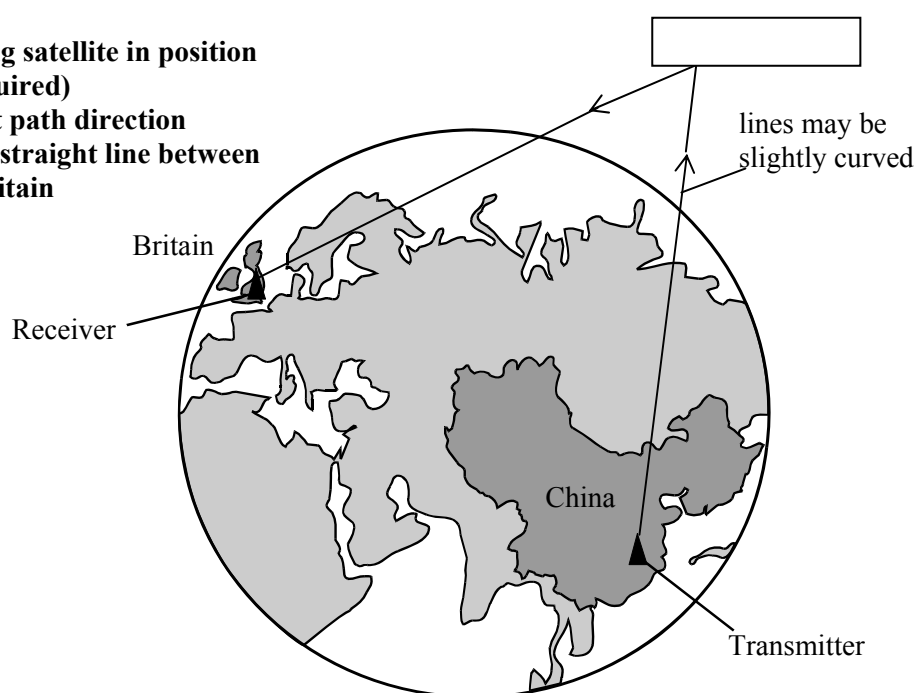 g satellite in position
uired)
path direction
straight line between
itain
lines may be
slightly curved
Britain
Receiver
China
Transmitter